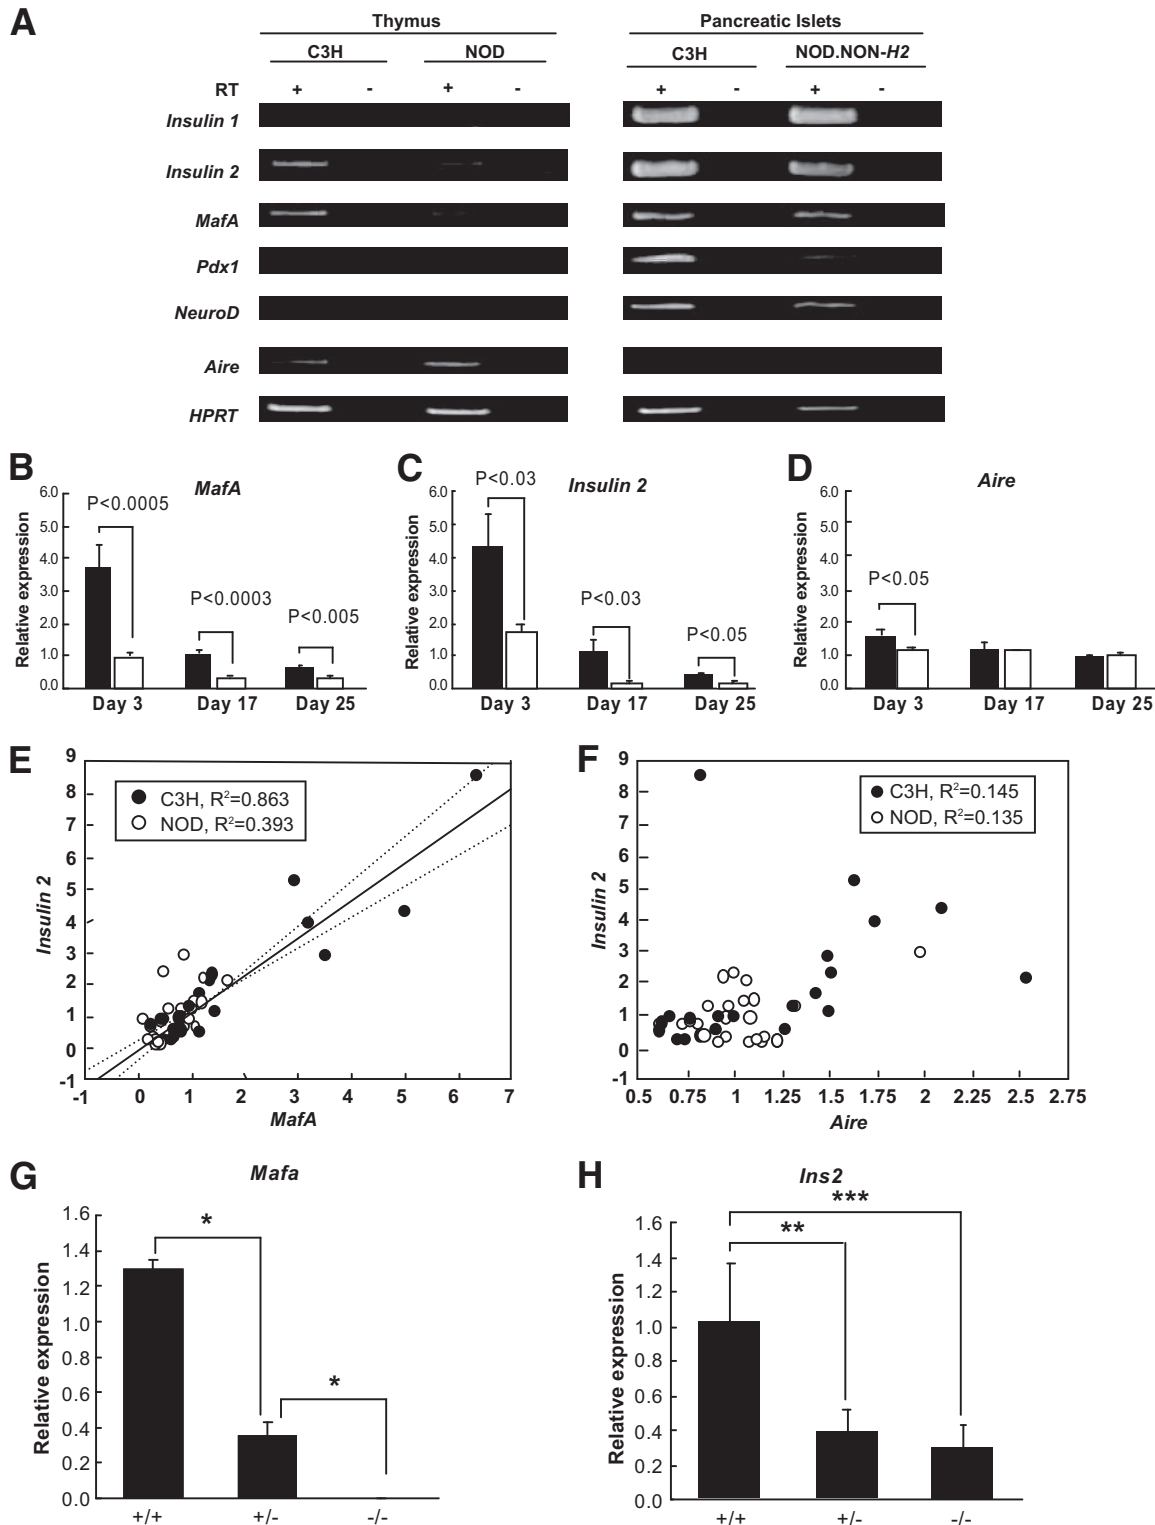 A
Thymus Pancreatic Islets
C3H NOD C3H NOD.NON-H2
RT + - + - + - + -
Insulin 1
Insulin 2
MafA
Pdx1
NeuroD
Aire
HPRT
B
MafA
Relative expression
6.0
5.0
4.0
3.0
2.0
1.0
0.0
P<0.0005
P<0.0003
P<0.005
Day 3 Day 17 Day 25
C
Insulin 2
Relative expression
6.0
5.0
4.0
3.0
2.0
1.0
0.0
P<0.03
P<0.03
P<0.05
Day 3 Day 17 Day 25
D
Aire
Relative expression
6.0
5.0
4.0
3.0
2.0
1.0
0.0
P<0.05
Day 3 Day 17 Day 25
E
Insulin 2
9
8
7
6
5
4
3
2
1
0
-1
C3H, R²=0.863
NOD, R²=0.393
-1 0 1 2 3 4 5 6 7
MafA
F
Insulin 2
9
8
7
6
5
4
3
2
1
0
-1
C3H, R²=0.145
NOD, R²=0.135
0.5 0.75 1 1.25 1.5 1.75 2 2.25 2.5 2.75
Aire
G
Mafa
Relative expression
1.6
1.4
1.2
1.0
0.8
0.6
0.4
0.2
0.0
*
*
+/+ +/- -/-
H
Ins2
Relative expression
1.6
1.4
1.2
1.0
0.8
0.6
0.4
0.2
0.0
***
**
+/+ +/- -/-